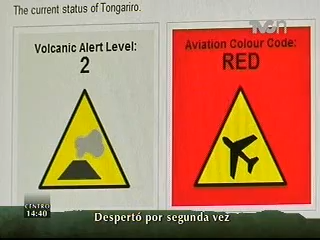 The current status of Tongariro.
Volcanic Alert Level:
2
Aviation Colour Code:
RED
TVCN
CENTRO
14:40
Despertó por segunda vez